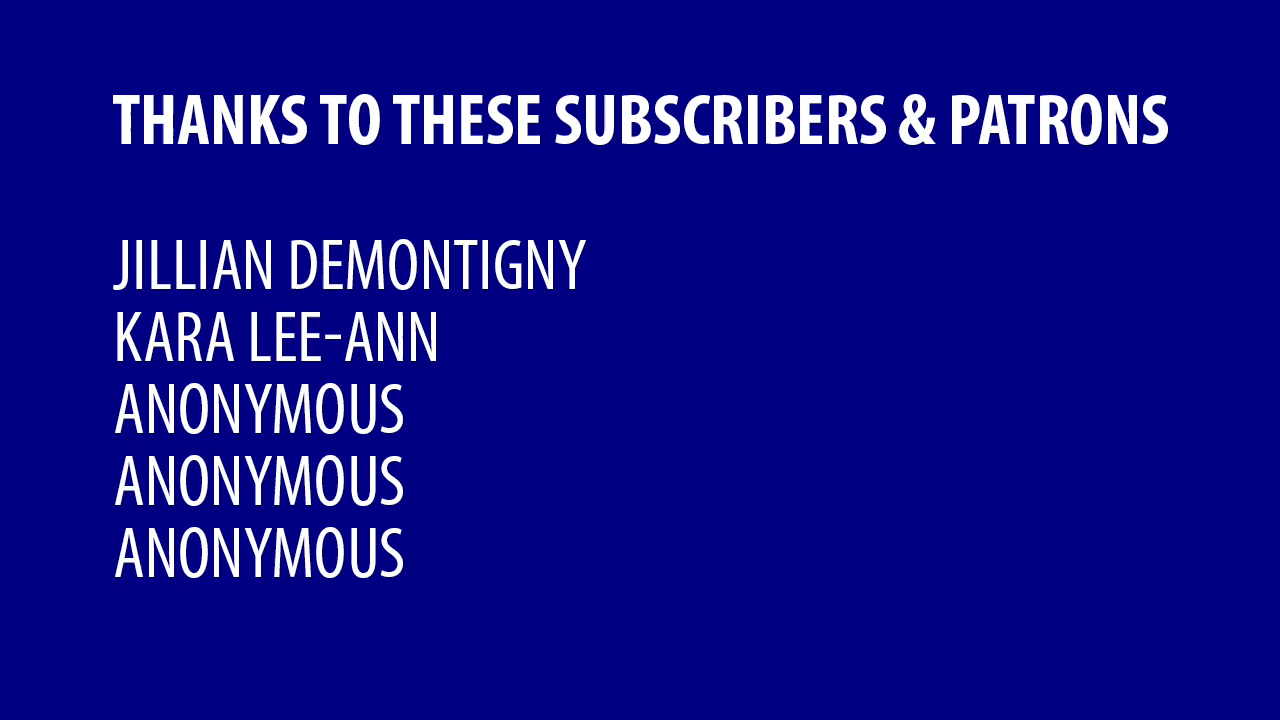 THANKS TO THESE SUBSCRIBERS & PATRONS
JILLIAN DEMONTIGNY
KARA LEE-ANN
ANONYMOUS
ANONYMOUS
ANONYMOUS